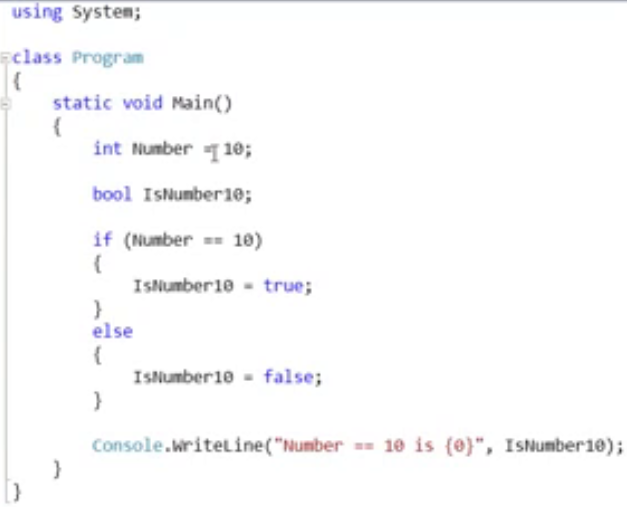 using System;
class Program
{
static void Main()
{
int Number = 10;
bool IsNumber10;
if (Number == 10)
{
IsNumber10 = true;
}
else
{
IsNumber10 = false;
}
Console.WriteLine("Number == 10 is {0}", IsNumber10);
}
}